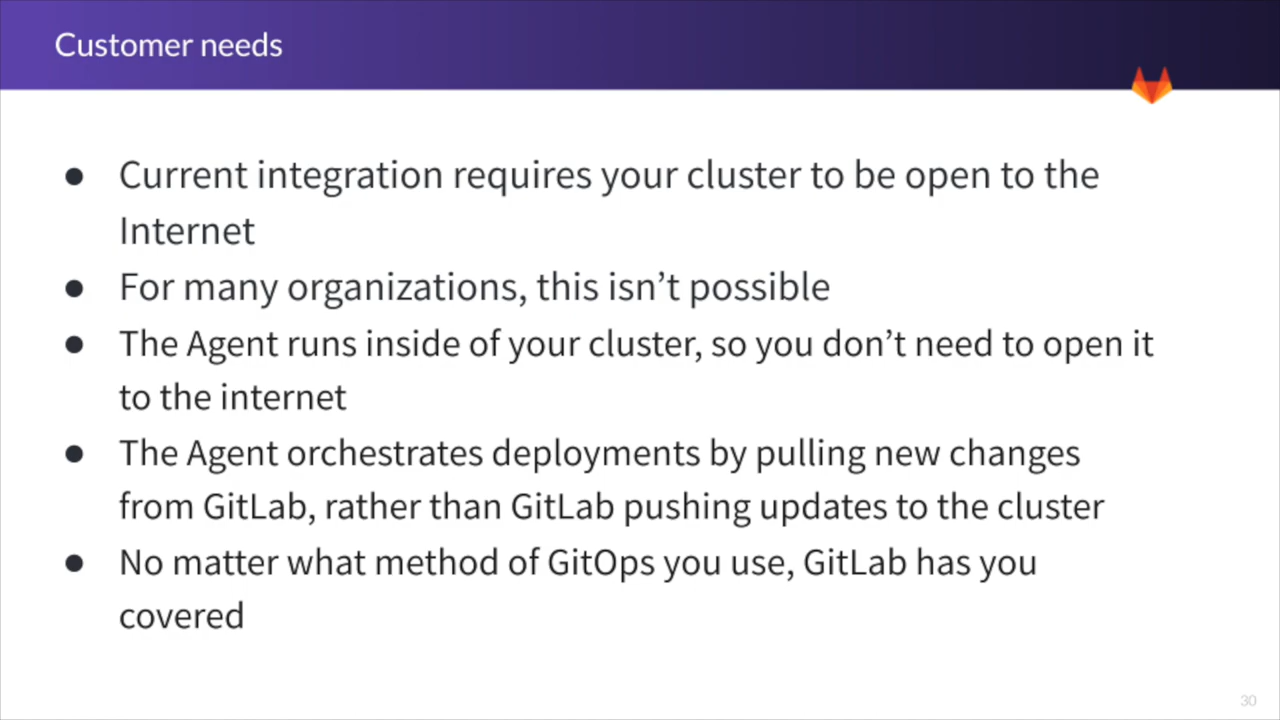 Customer needs
● Current integration requires your cluster to be open to the
Internet
● For many organizations, this isn’t possible
● The Agent runs inside of your cluster, so you don’t need to open it
to the internet
● The Agent orchestrates deployments by pulling new changes
from GitLab, rather than GitLab pushing updates to the cluster
● No matter what method of GitOps you use, GitLab has you
covered
30